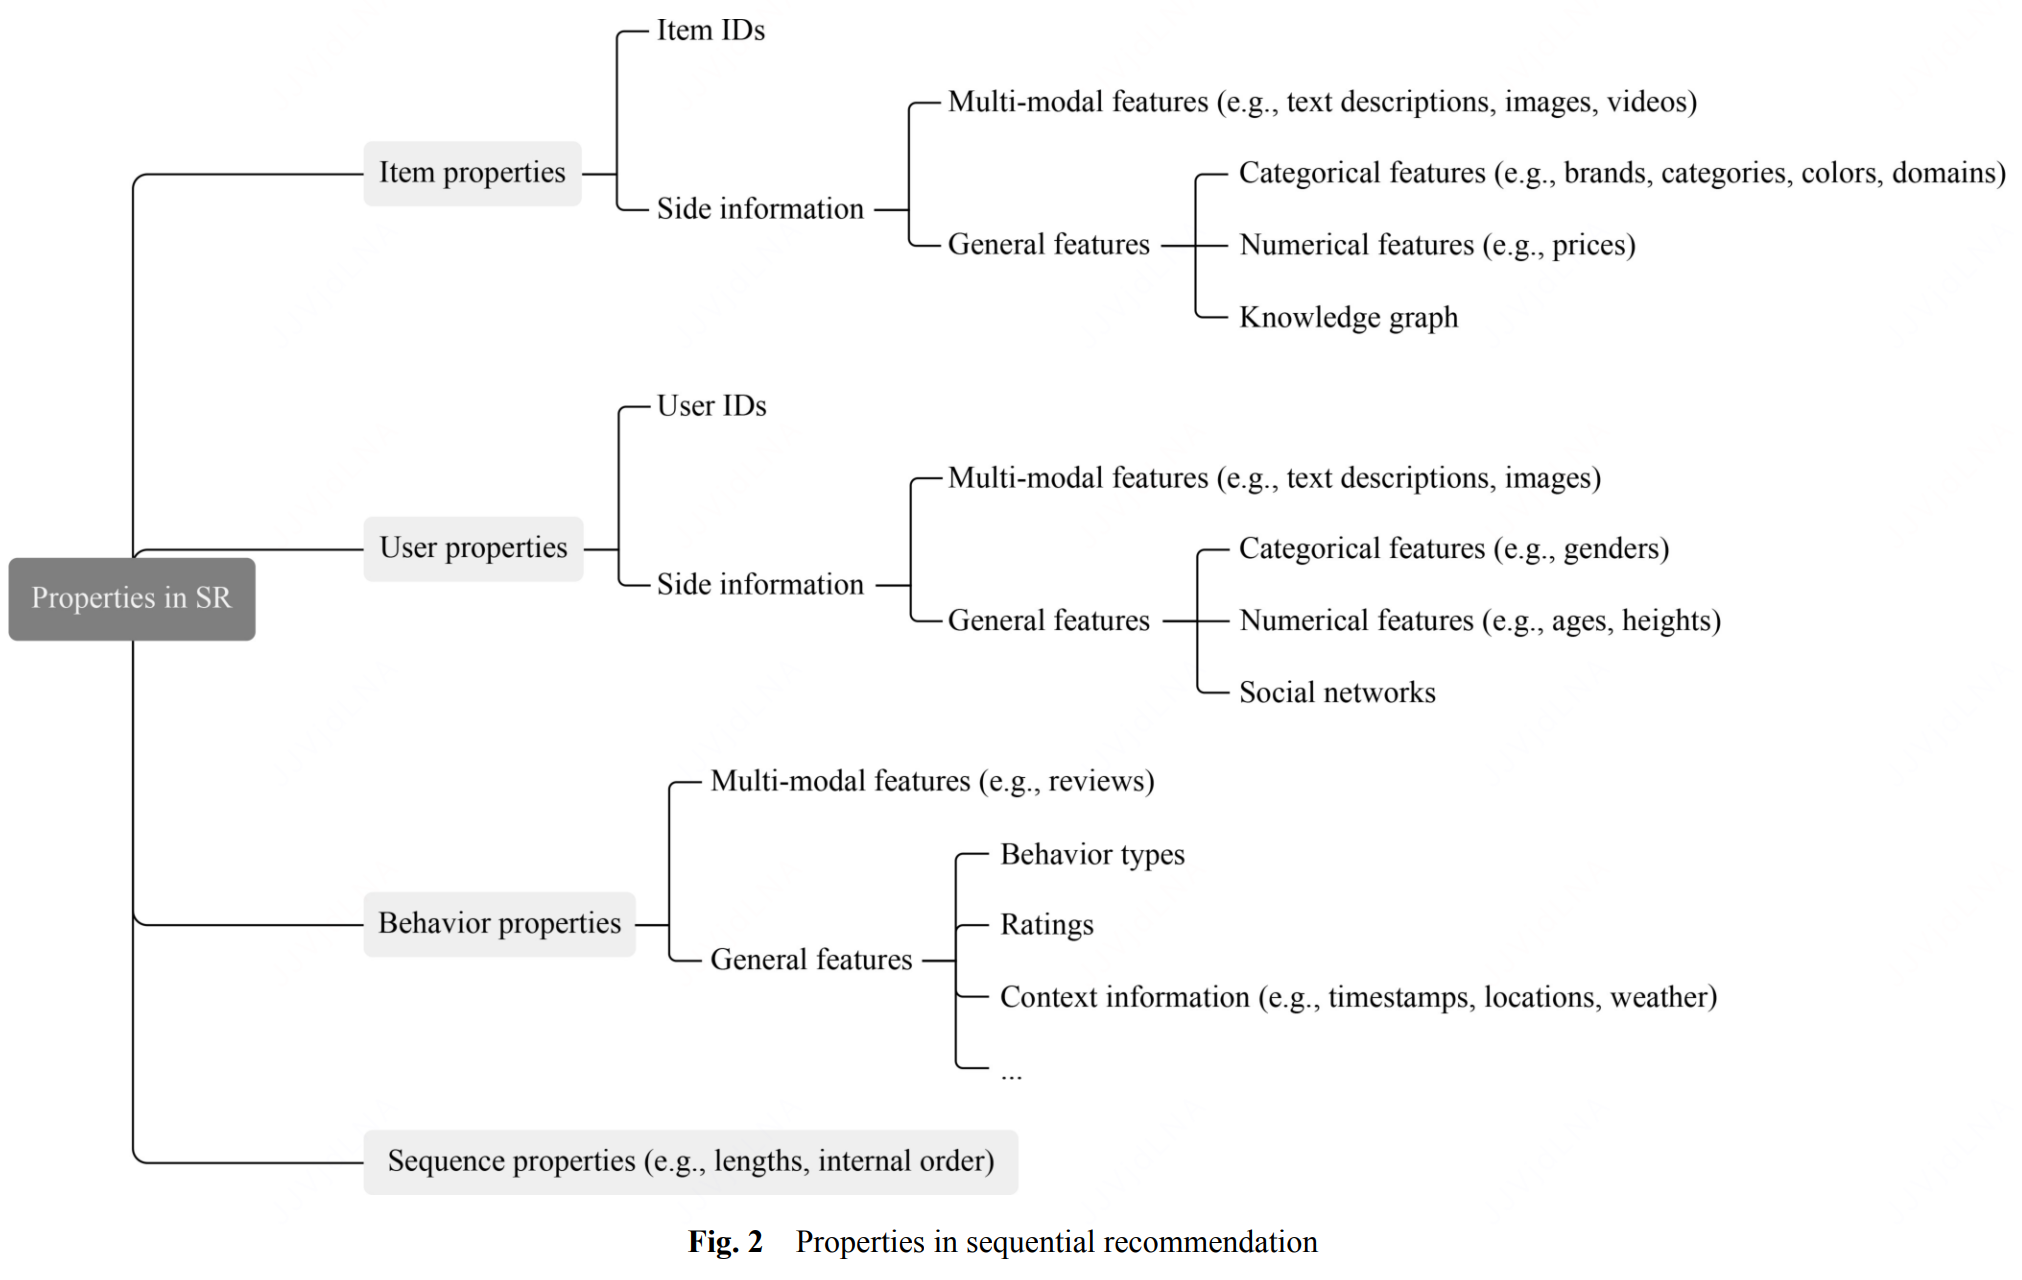 Item IDs
Multi-modal features (e.g., text descriptions, images, videos)
Item properties
Categorical features (e.g., brands, categories, colors, domains)
Side information
General features
Numerical features (e.g., prices)
Knowledge graph
User IDs
Multi-modal features (e.g., text descriptions, images)
User properties
Categorical features (e.g., genders)
Side information
Properties in SR
General features
Numerical features (e.g., ages, heights)
Social networks
Multi-modal features (e.g., reviews)
Behavior types
Behavior properties
Ratings
General features
Context information (e.g., timestamps, locations, weather)
...
Sequence properties (e.g., lengths, internal order)
Fig. 2 Properties in sequential recommendation